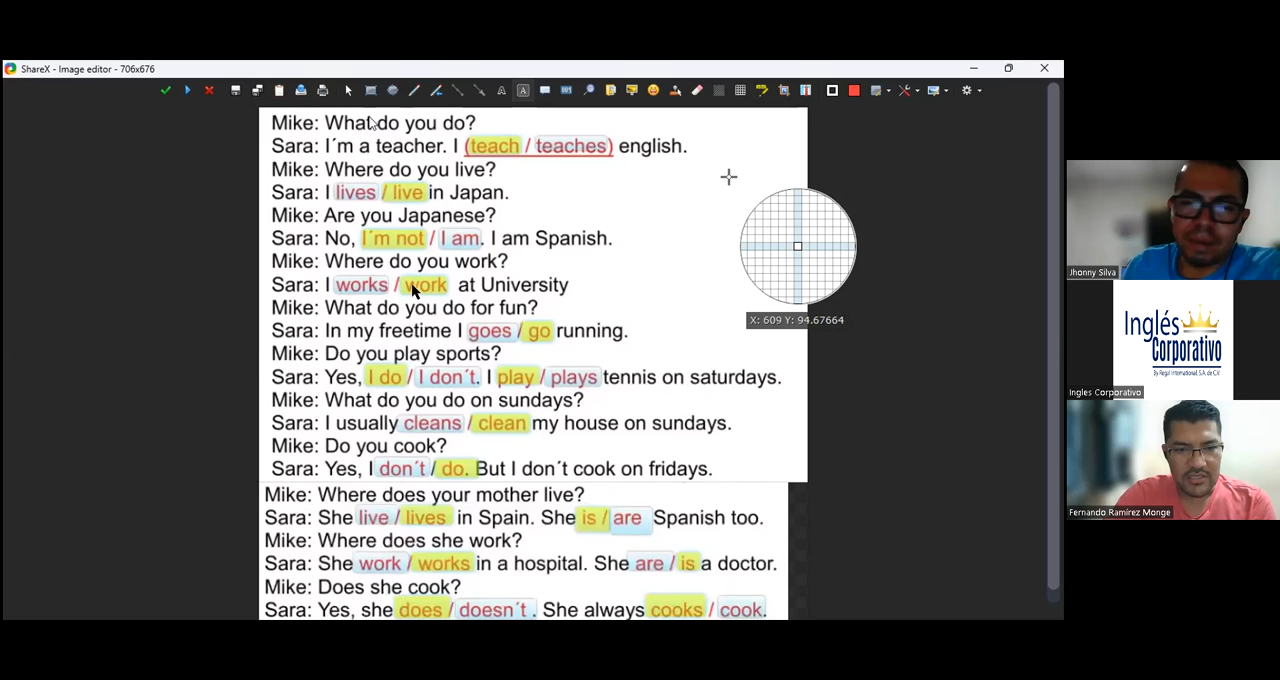 ShareX - Image editor - 706x676
Mike: What do you do?
Sara: I´m a teacher. I (teach / teaches) english.
Mike: Where do you live?
Sara: I lives / live in Japan.
Mike: Are you Japanese?
Sara: No, I´m not / I am. I am Spanish.
Mike: Where do you work?
Sara: I works / work at University
Mike: What do you do for fun?
Sara: In my freetime I goes / go running.
Mike: Do you play sports?
Sara: Yes, I do / I don´t. I play / plays tennis on saturdays.
Mike: What do you do on sundays?
Sara: I usually cleans / clean my house on sundays.
Mike: Do you cook?
Sara: Yes, I don´t / do. But I don´t cook on fridays.
Mike: Where does your mother live?
Sara: She live / lives in Spain. She is / are Spanish too.
Mike: Where does she work?
Sara: She work / works in a hospital. She are / is a doctor.
Mike: Does she cook?
Sara: Yes, she does / doesn´t . She always cooks / cook.
X: 609 Y: 94.67664
Jhonny Silva
Inglés
Corporativo
By Regal International, S.A. de C.V.
Ingles Corporativo
Fernando Ramírez Monge